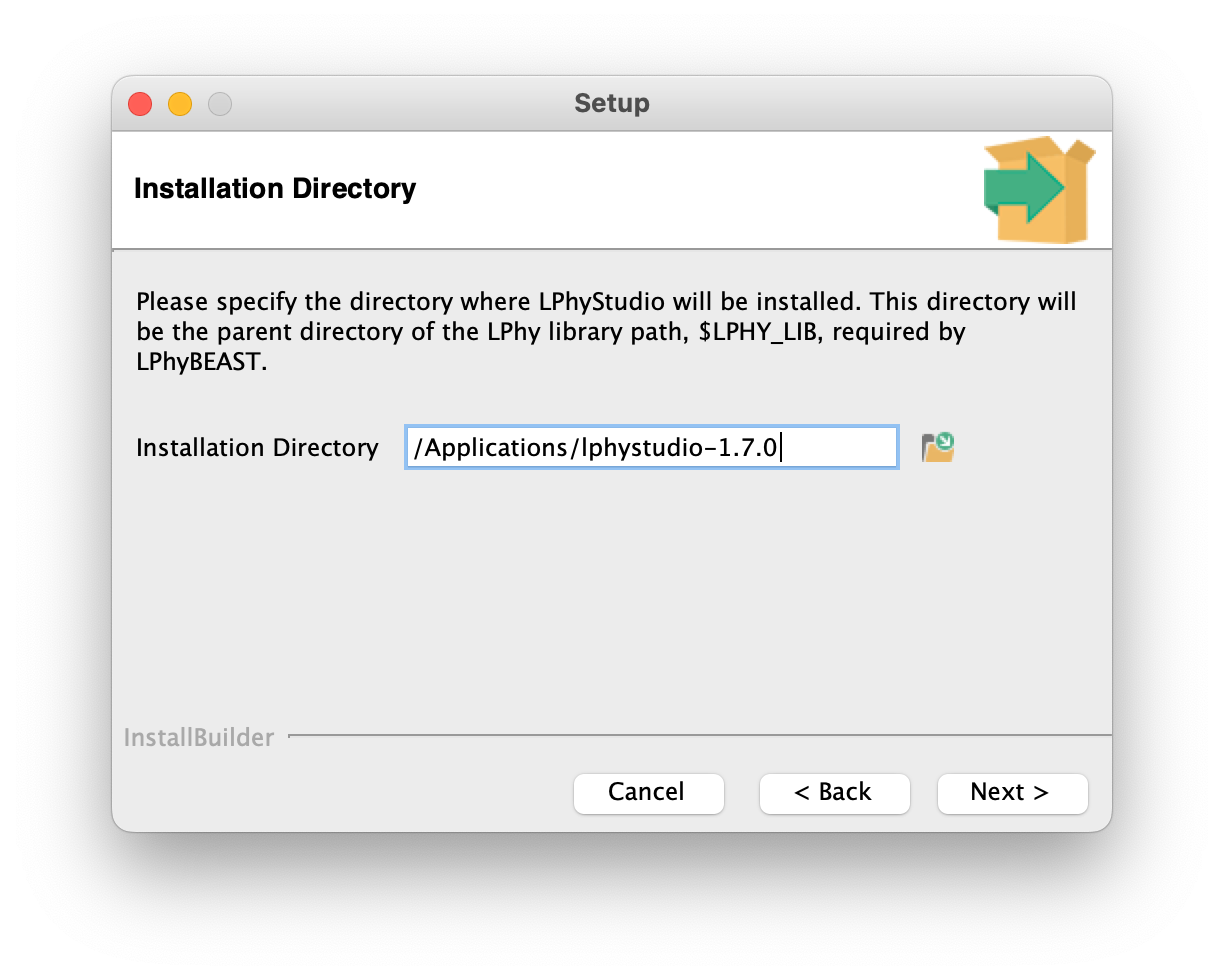 Setup
Installation Directory
Please specify the directory where LPhyStudio will be installed. This directory will
be the parent directory of the LPhy library path, $LPHY_LIB, required by
LPhyBEAST.
Installation Directory /Applications/lphystudio-1.7.0
InstallBuilder
Cancel < Back Next >